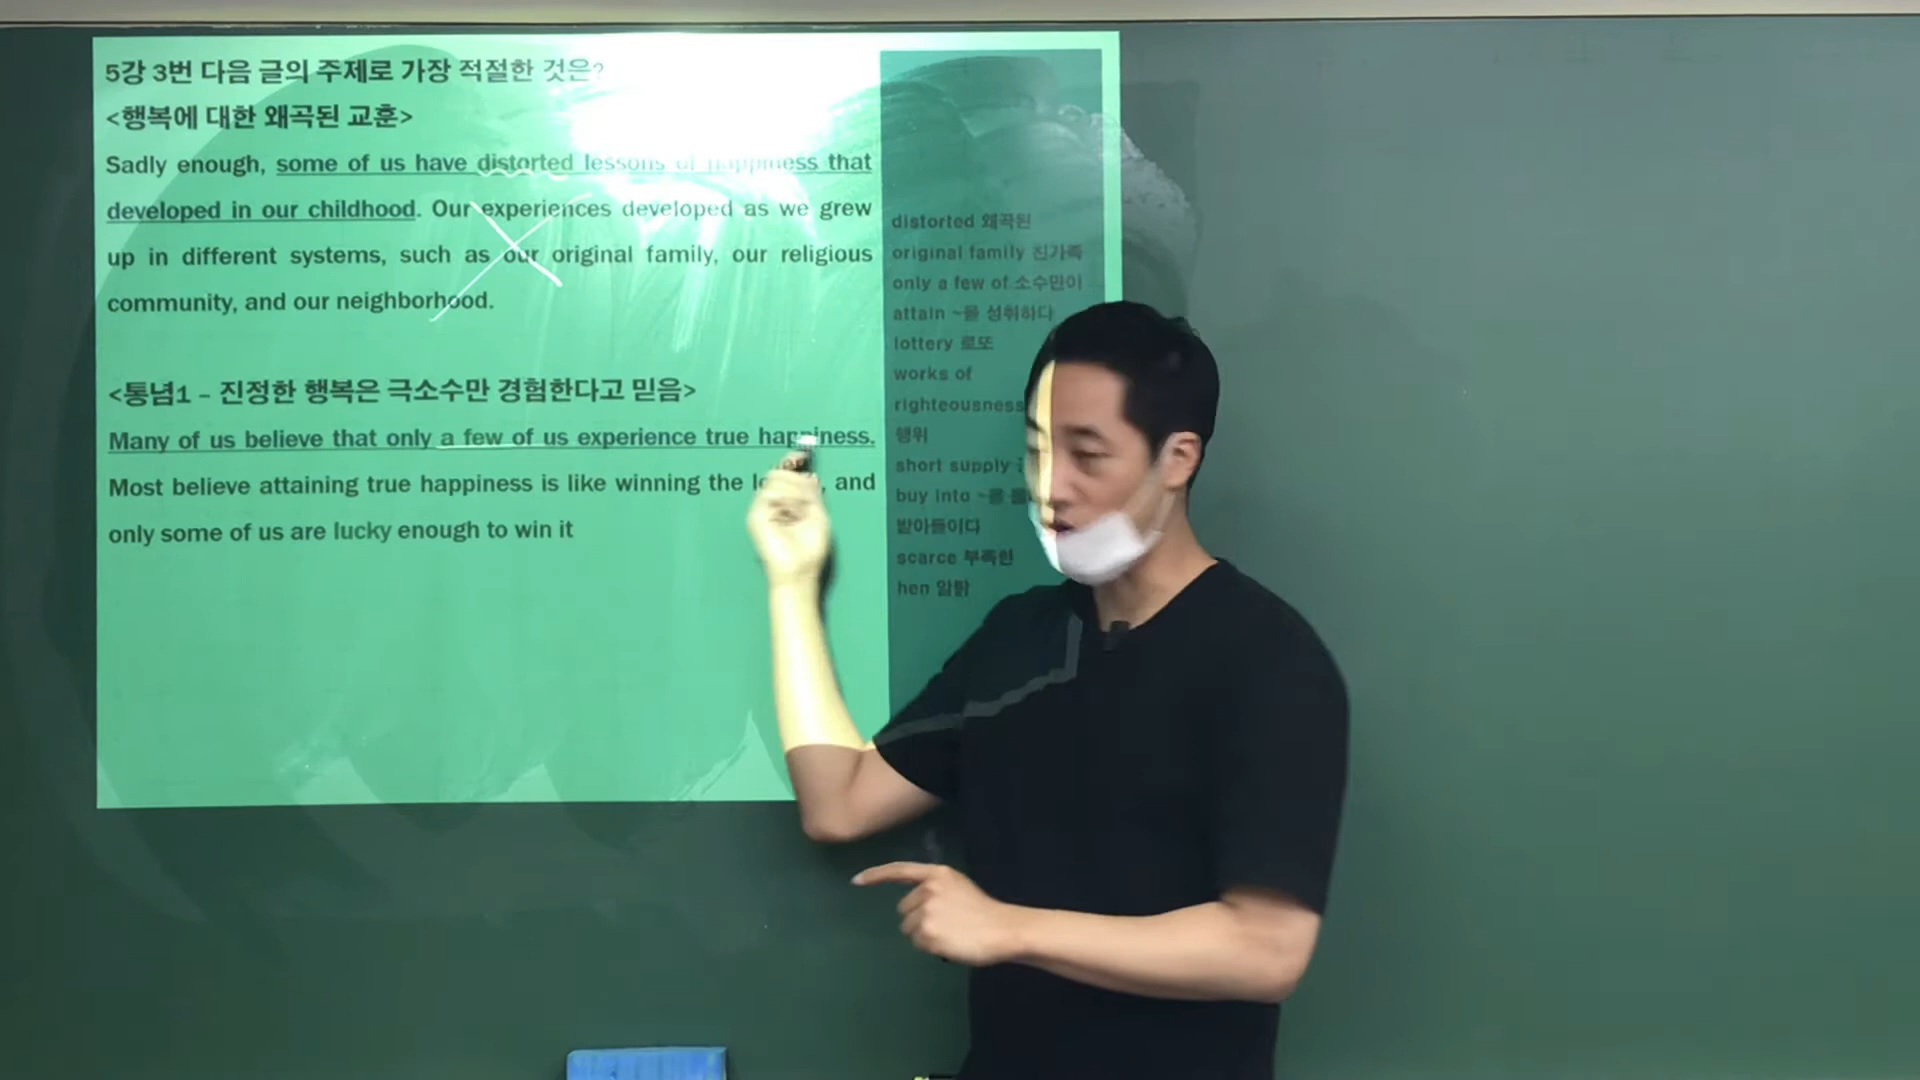 5강 3번 다음 글의 주제로 가장 적절한 것은?
<행복에 대한 왜곡된 교훈>
Sadly enough, some of us have distorted lessons of happiness that
developed in our childhood. Our experiences developed as we grew
up in different systems, such as our original family, our religious
community, and our neighborhood.
<통념1 – 진정한 행복은 극소수만 경험한다고 믿음>
Many of us believe that only a few of us experience true happiness.
Most believe attaining true happiness is like winning the , and
only some of us are lucky enough to win it
distorted 왜곡된
original family 친가족
only a few of 소수만이
attain ~를 성취하다
lottery 로또
works of
righteousness
행위
short supply
buy into ~를
받아들이다
scarce 부족한
hen 암탉